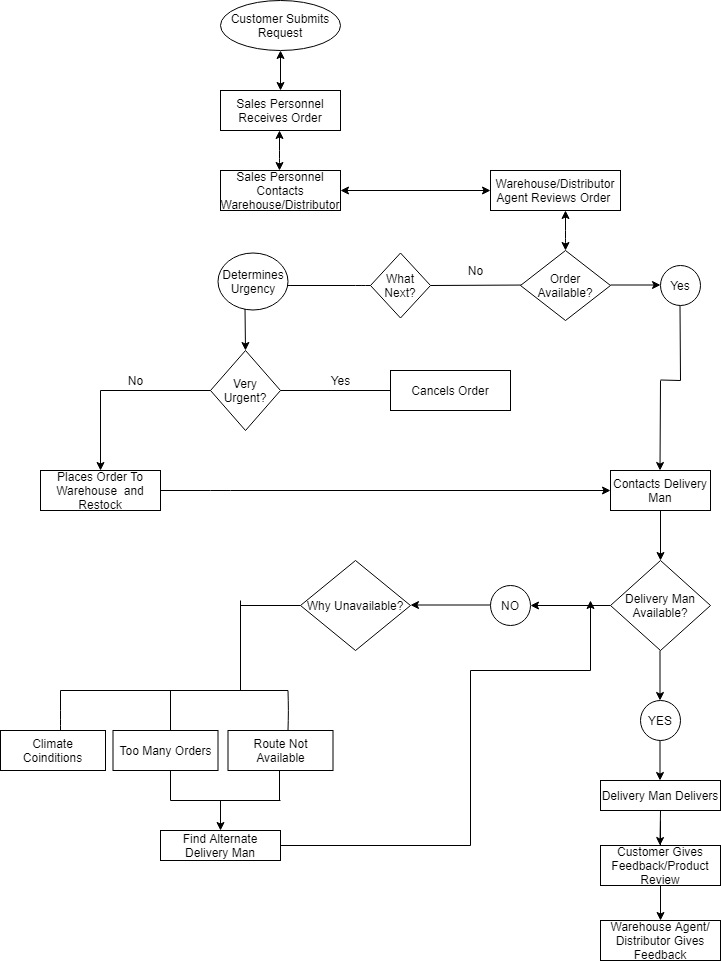 Customer Submits
Request
Sales Personnel
Receives Order
Sales Personnel
Contacts
Warehouse/Distributor
Warehouse/Distributor
Agent Reviews Order
Determines
Urgency
What
Next?
No
Order
Available?
Yes
No
Very
Urgent?
Yes
Cancels Order
Places Order To
Warehouse and
Restock
Contacts Delivery
Man
Why Unavailable?
NO
Delivery Man
Available?
YES
Climate
Coinditions
Too Many Orders
Route Not
Available
Delivery Man Delivers
Find Alternate
Delivery Man
Customer Gives
Feedback/Product
Review
Warehouse Agent/
Distributor Gives
Feedback